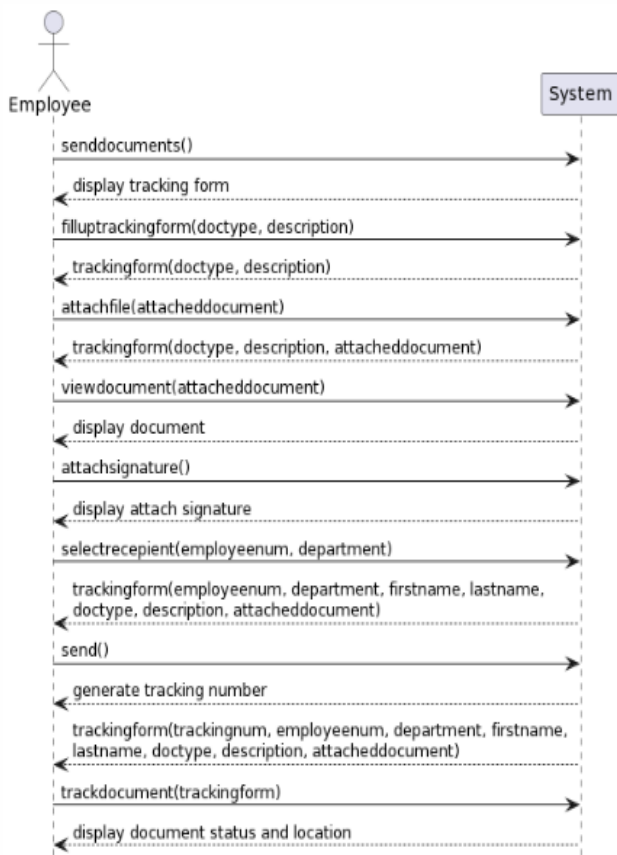 Employee
System
senddocuments()
display tracking form
filluptrackingform(doctype, description)
trackingform(doctype, description)
attachfile(attacheddocument)
trackingform(doctype, description, attacheddocument)
viewdocument(attacheddocument)
display document
attachsignature()
display attach signature
selectrecepient(employeenum, department)
trackingform(employeenum, department, firstname, lastname,
doctype, description, attacheddocument)
send()
generate tracking number
trackingform(trackingnum, employeenum, department, firstname,
lastname, doctype, description, attacheddocument)
trackdocument(trackingform)
display document status and location